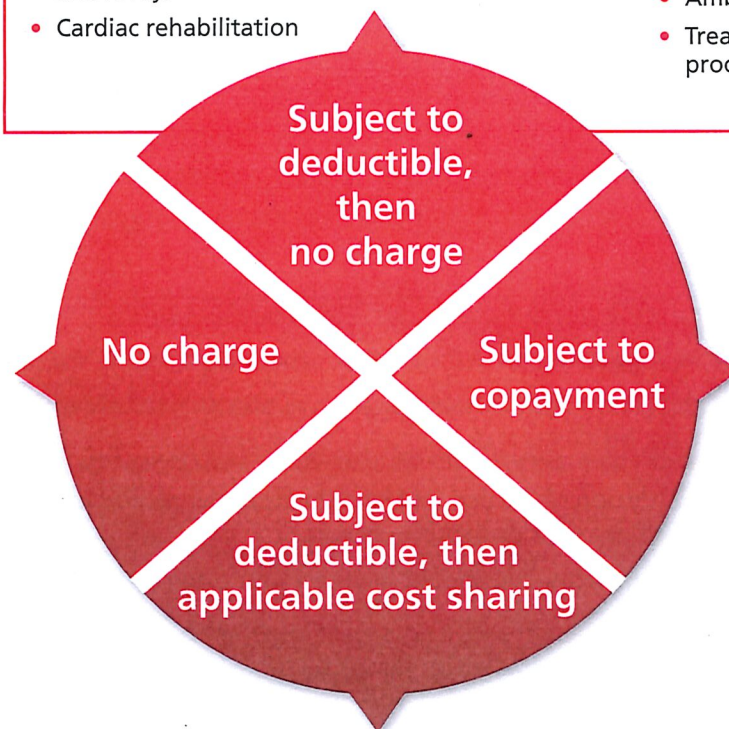 • Cardiac rehabilitation
Subject to
deductible,
then
no charge
No charge
Subject to
copayment
Subject to
deductible, then
applicable cost sharing